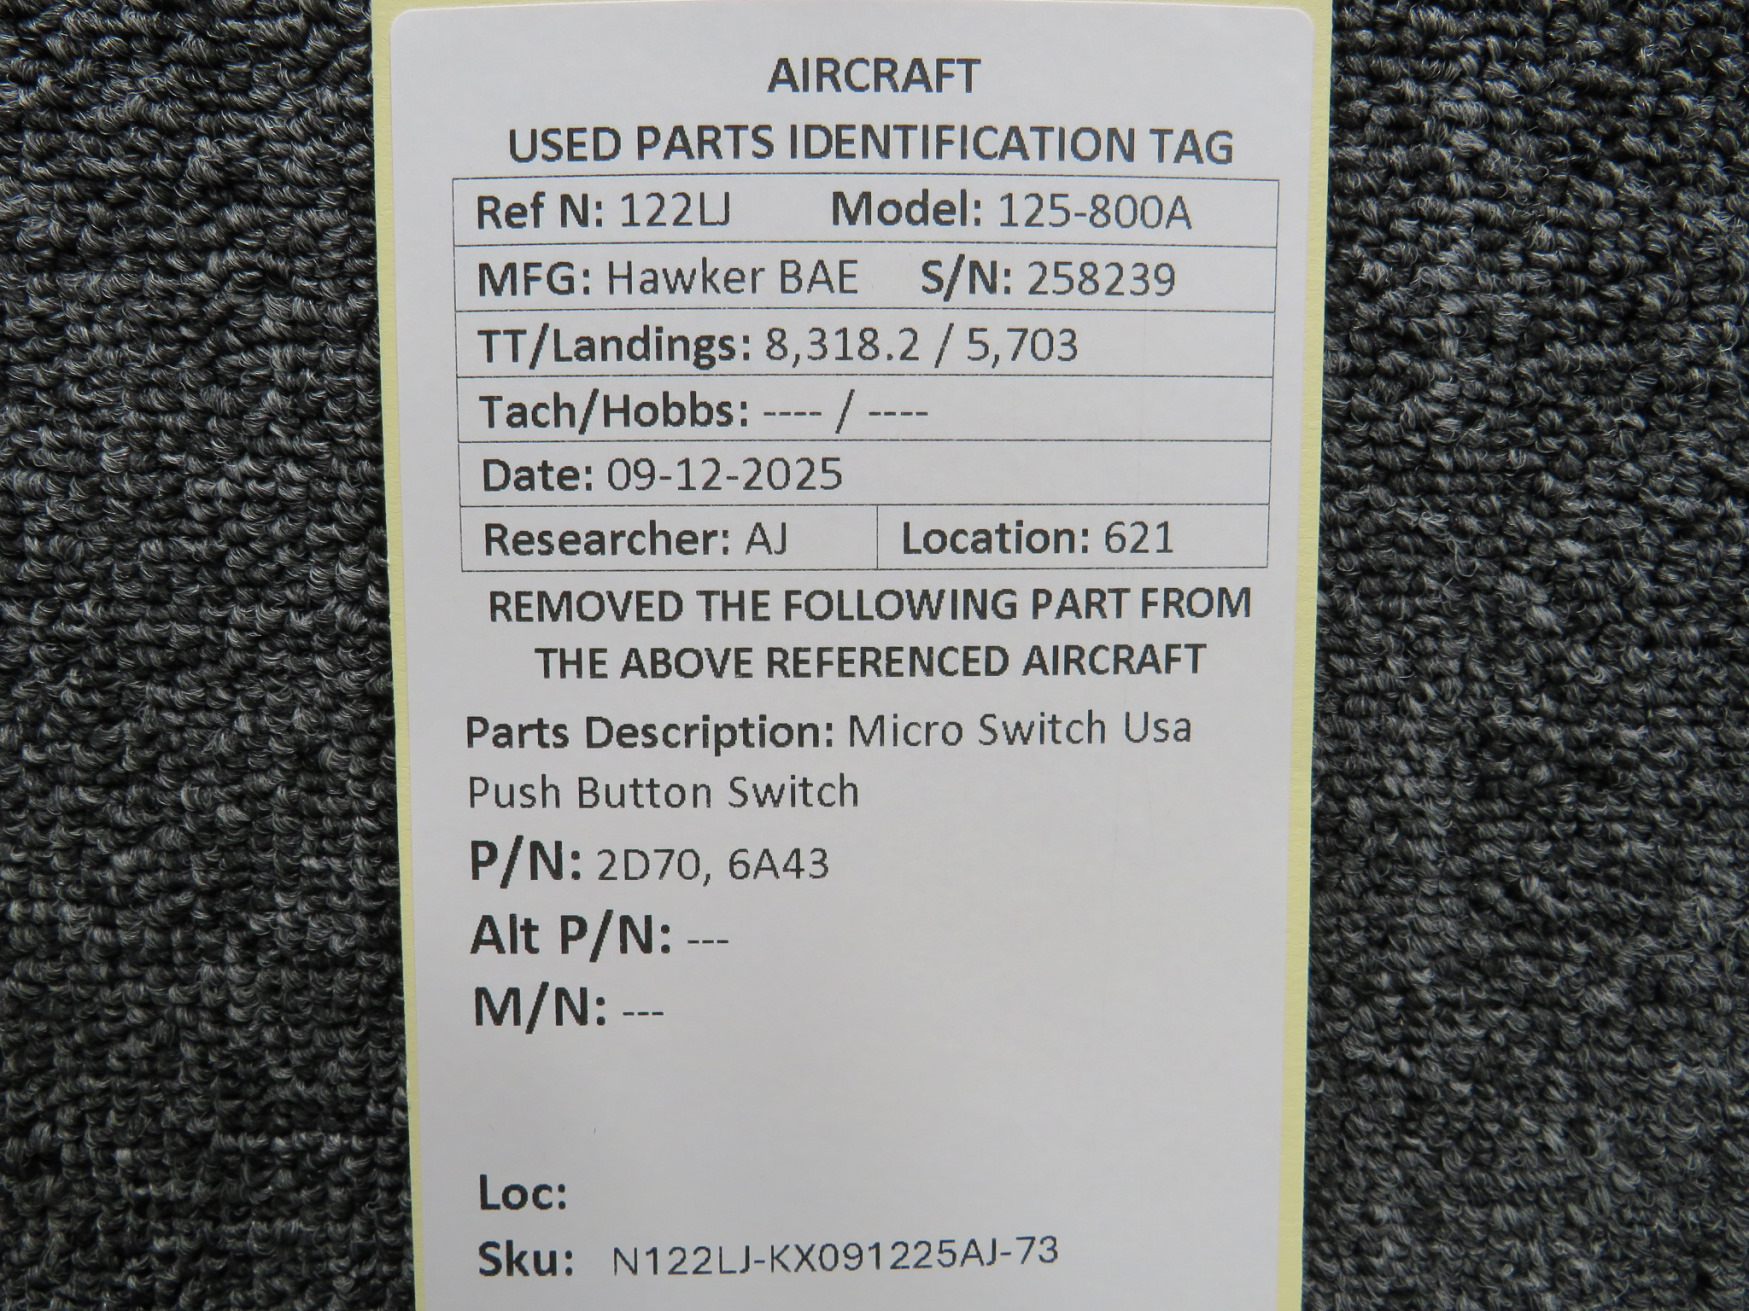 AIRCRAFT
USED PARTS IDENTIFICATION TAG
Ref N: 122LJ Model: 125-800A
MFG: Hawker BAE S/N: 258239
TT/Landings: 8,318.2 / 5,703
Tach/Hobbs: ---- / ----
Date: 09-12-2025
Researcher: AJ Location: 621
REMOVED THE FOLLOWING PART FROM
THE ABOVE REFERENCED AIRCRAFT
Parts Description: Micro Switch Usa
Push Button Switch
P/N: 2D70, 6A43
Alt P/N: ---
M/N: ---
Loc:
Sku: N122LJ-KX091225AJ-73